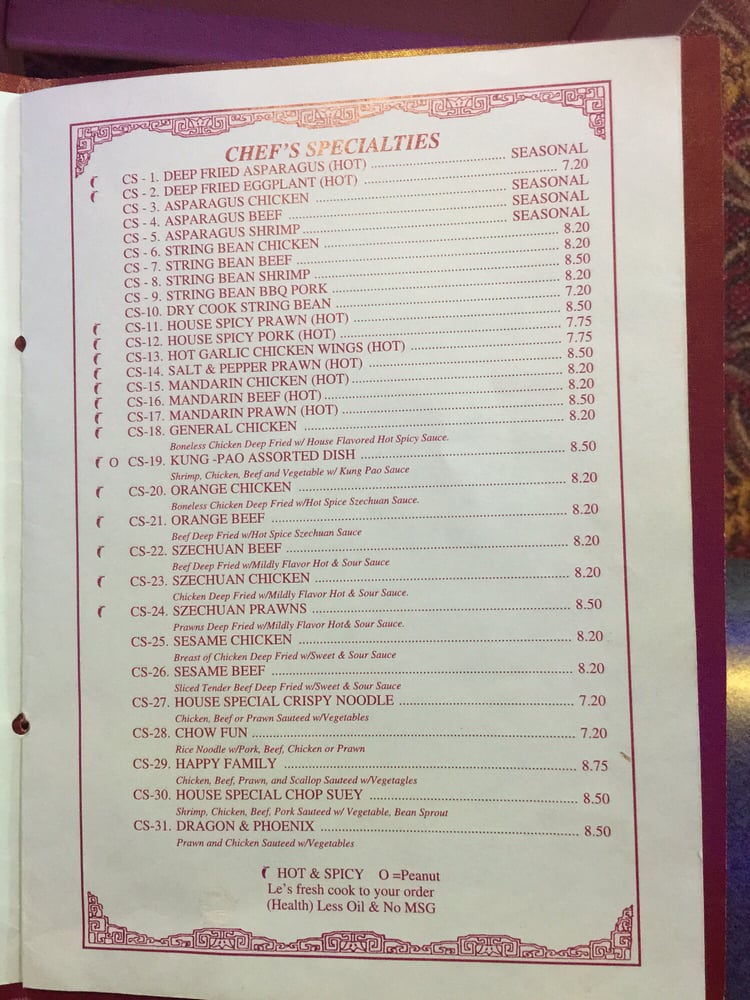 CHEF'S SPECIALTIES
CS - 1. DEEP FRIED ASPARAGUS (HOT) SEASONAL
CS - 2. DEEP FRIED EGGPLANT (HOT) 7.20
CS - 3. ASPARAGUS CHICKEN SEASONAL
CS - 4. ASPARAGUS BEEF SEASONAL
CS - 5. ASPARAGUS SHRIMP SEASONAL
CS - 6. STRING BEAN CHICKEN 8.20
CS - 7. STRING BEAN BEEF 8.20
CS - 8. STRING BEAN SHRIMP 8.50
CS - 9. STRING BEAN BBQ PORK 8.20
CS-10. DRY COOK STRING BEAN 7.20
CS-11. HOUSE SPICY PRAWN (HOT) 8.50
CS-12. HOUSE SPICY PORK (HOT) 7.75
CS-13. HOT GARLIC CHICKEN WINGS (HOT) 7.75
CS-14. SALT & PEPPER PRAWN (HOT) 8.50
CS-15. MANDARIN CHICKEN (HOT) 8.20
CS-16. MANDARIN BEEF (HOT) 8.20
CS-17. MANDARIN PRAWN (HOT) 8.50
CS-18. GENERAL CHICKEN 8.20
Boneless Chicken Deep Fried w/ House Flavored Hot Spicy Sauce.
O CS-19. KUNG -PAO ASSORTED DISH 8.50
Shrimp, Chicken, Beef and Vegetable w/ Kung Pao Sauce
CS-20. ORANGE CHICKEN 8.20
Boneless Chicken Deep Fried w/Hot Spice Szechuan Sauce.
CS-21. ORANGE BEEF 8.20
Beef Deep Fried w/Hot Spice Szechuan Sauce
CS-22. SZECHUAN BEEF 8.20
Beef Deep Fried w/Mildly Flavor Hot & Sour Sauce
CS-23. SZECHUAN CHICKEN 8.20
Chicken Deep Fried w/Mildly Flavor Hot & Sour Sauce.
CS-24. SZECHUAN PRAWNS 8.50
Prawns Deep Fried w/Mildly Flavor Hot& Sour Sauce.
CS-25. SESAME CHICKEN 8.20
Breast of Chicken Deep Fried w/Sweet & Sour Sauce
CS-26. SESAME BEEF 8.20
Sliced Tender Beef Deep Fried w/Sweet & Sour Sauce
CS-27. HOUSE SPECIAL CRISPY NOODLE 7.20
Chicken, Beef or Prawn Sauteed w/Vegetables
CS-28. CHOW FUN 7.20
Rice Noodle w/Pork, Beef, Chicken or Prawn
CS-29. HAPPY FAMILY 8.75
Chicken, Beef, Prawn, and Scallop Sauteed w/Vegetagles
CS-30. HOUSE SPECIAL CHOP SUEY 8.50
Shrimp, Chicken, Beef, Pork Sauteed w/ Vegetable, Bean Sprout
CS-31. DRAGON & PHOENIX 8.50
Prawn and Chicken Sauteed w/Vegetables
HOT & SPICY O =Peanut
Le's fresh cook to your order
(Health) Less Oil & No MSG